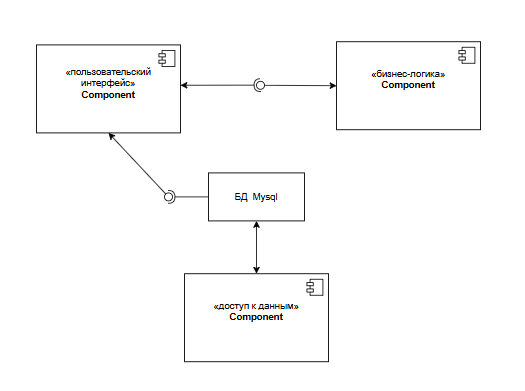 «пользовательский
интерфейс»
Component
«бизнес-логика»
Component
БД Mysql
«доступ к данным»
Component